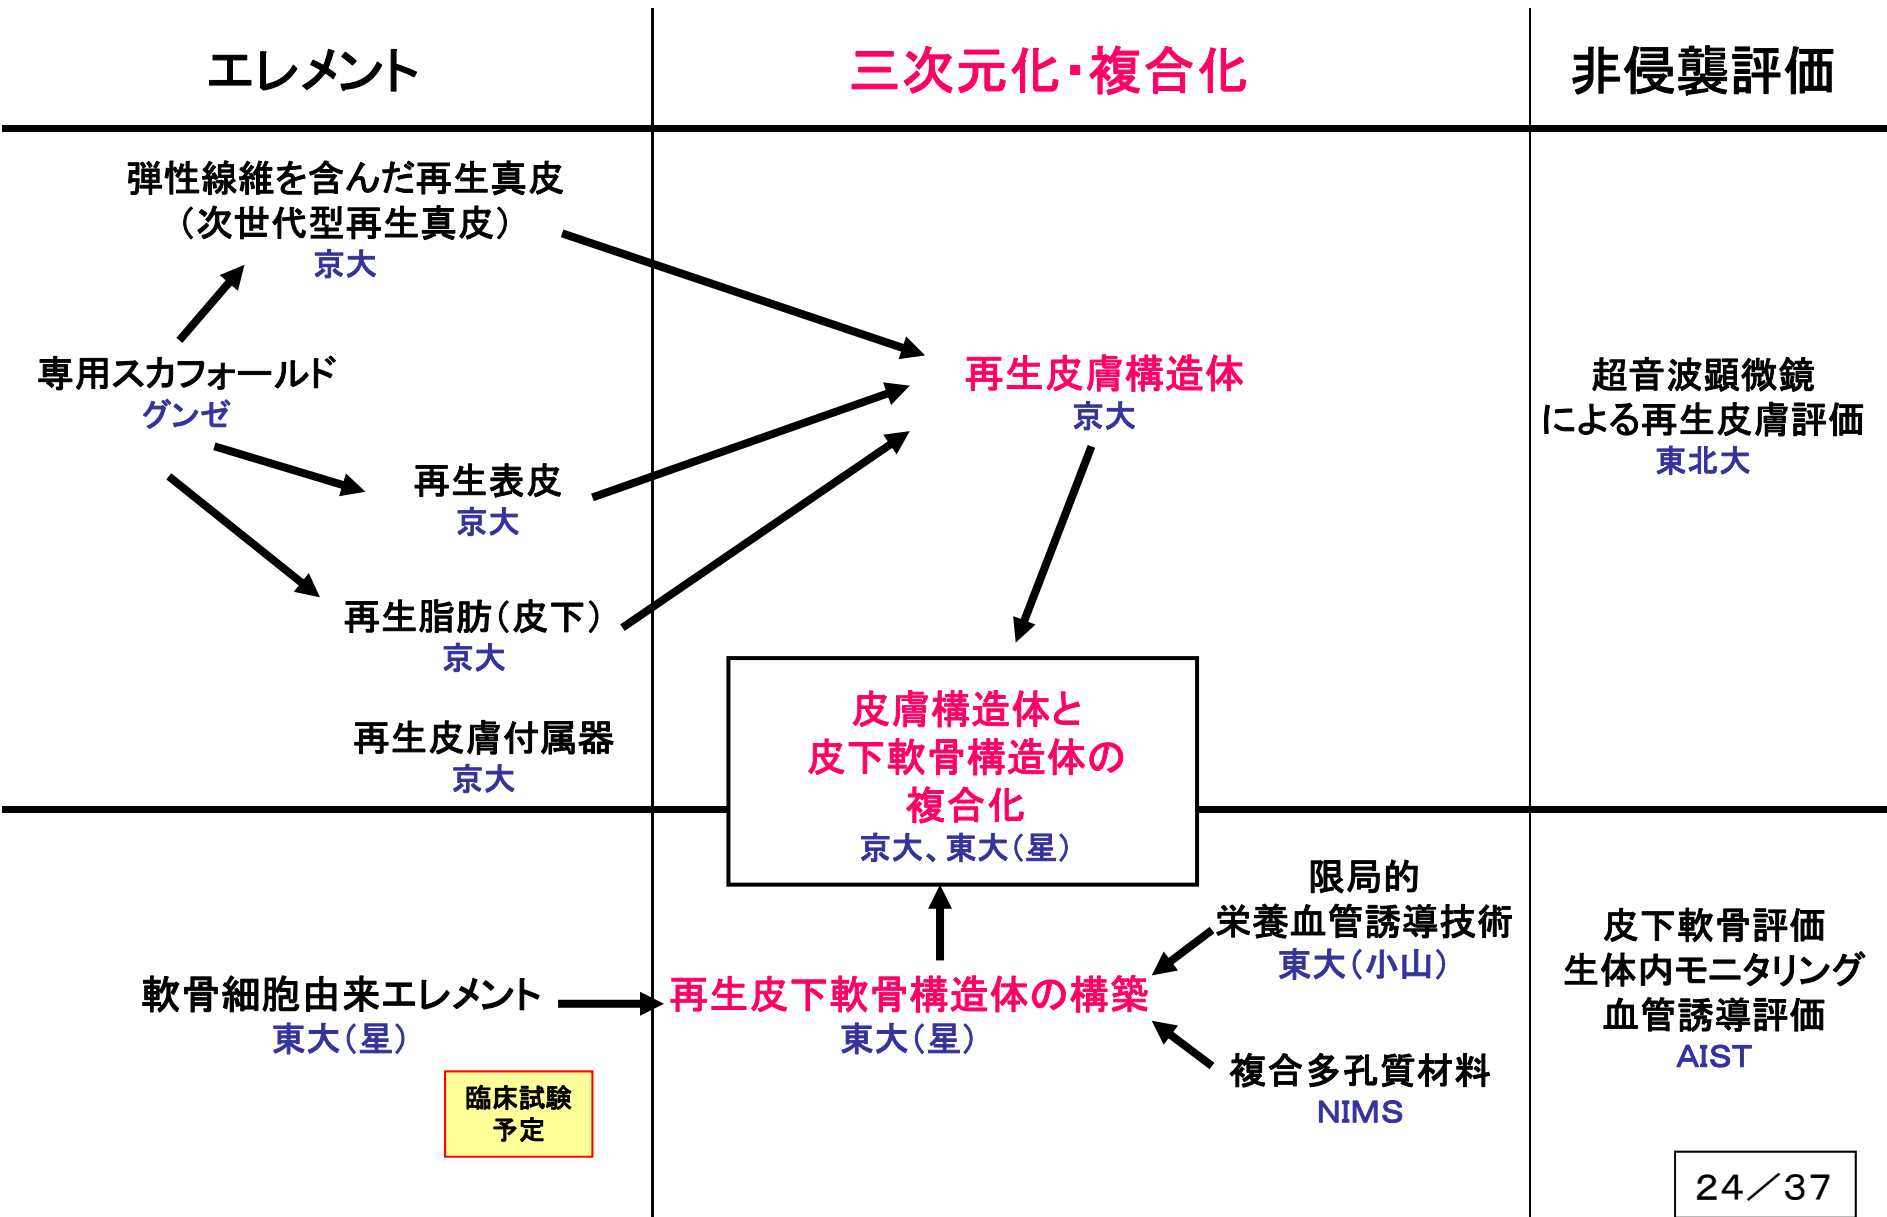 エレメント
三次元化・複合化
非侵襲評価
弾性線維を含んだ再生真皮
（次世代型再生真皮）
京大
専用スカフォールド
グンゼ
再生表皮
京大
再生脂肪（皮下）
京大
再生皮膚付属器
京大
再生皮膚構造体
京大
超音波顕微鏡
による再生皮膚評価
東北大
皮膚構造体と
皮下軟骨構造体の
複合化
京大、東大（星）
軟骨細胞由来エレメント
東大（星）
臨床試験
予定
再生皮下軟骨構造体の構築
東大（星）
限局的
栄養血管誘導技術
東大（小山）
複合多孔質材料
NIMS
皮下軟骨評価
生体内モニタリング
血管誘導評価
AIST
24／37